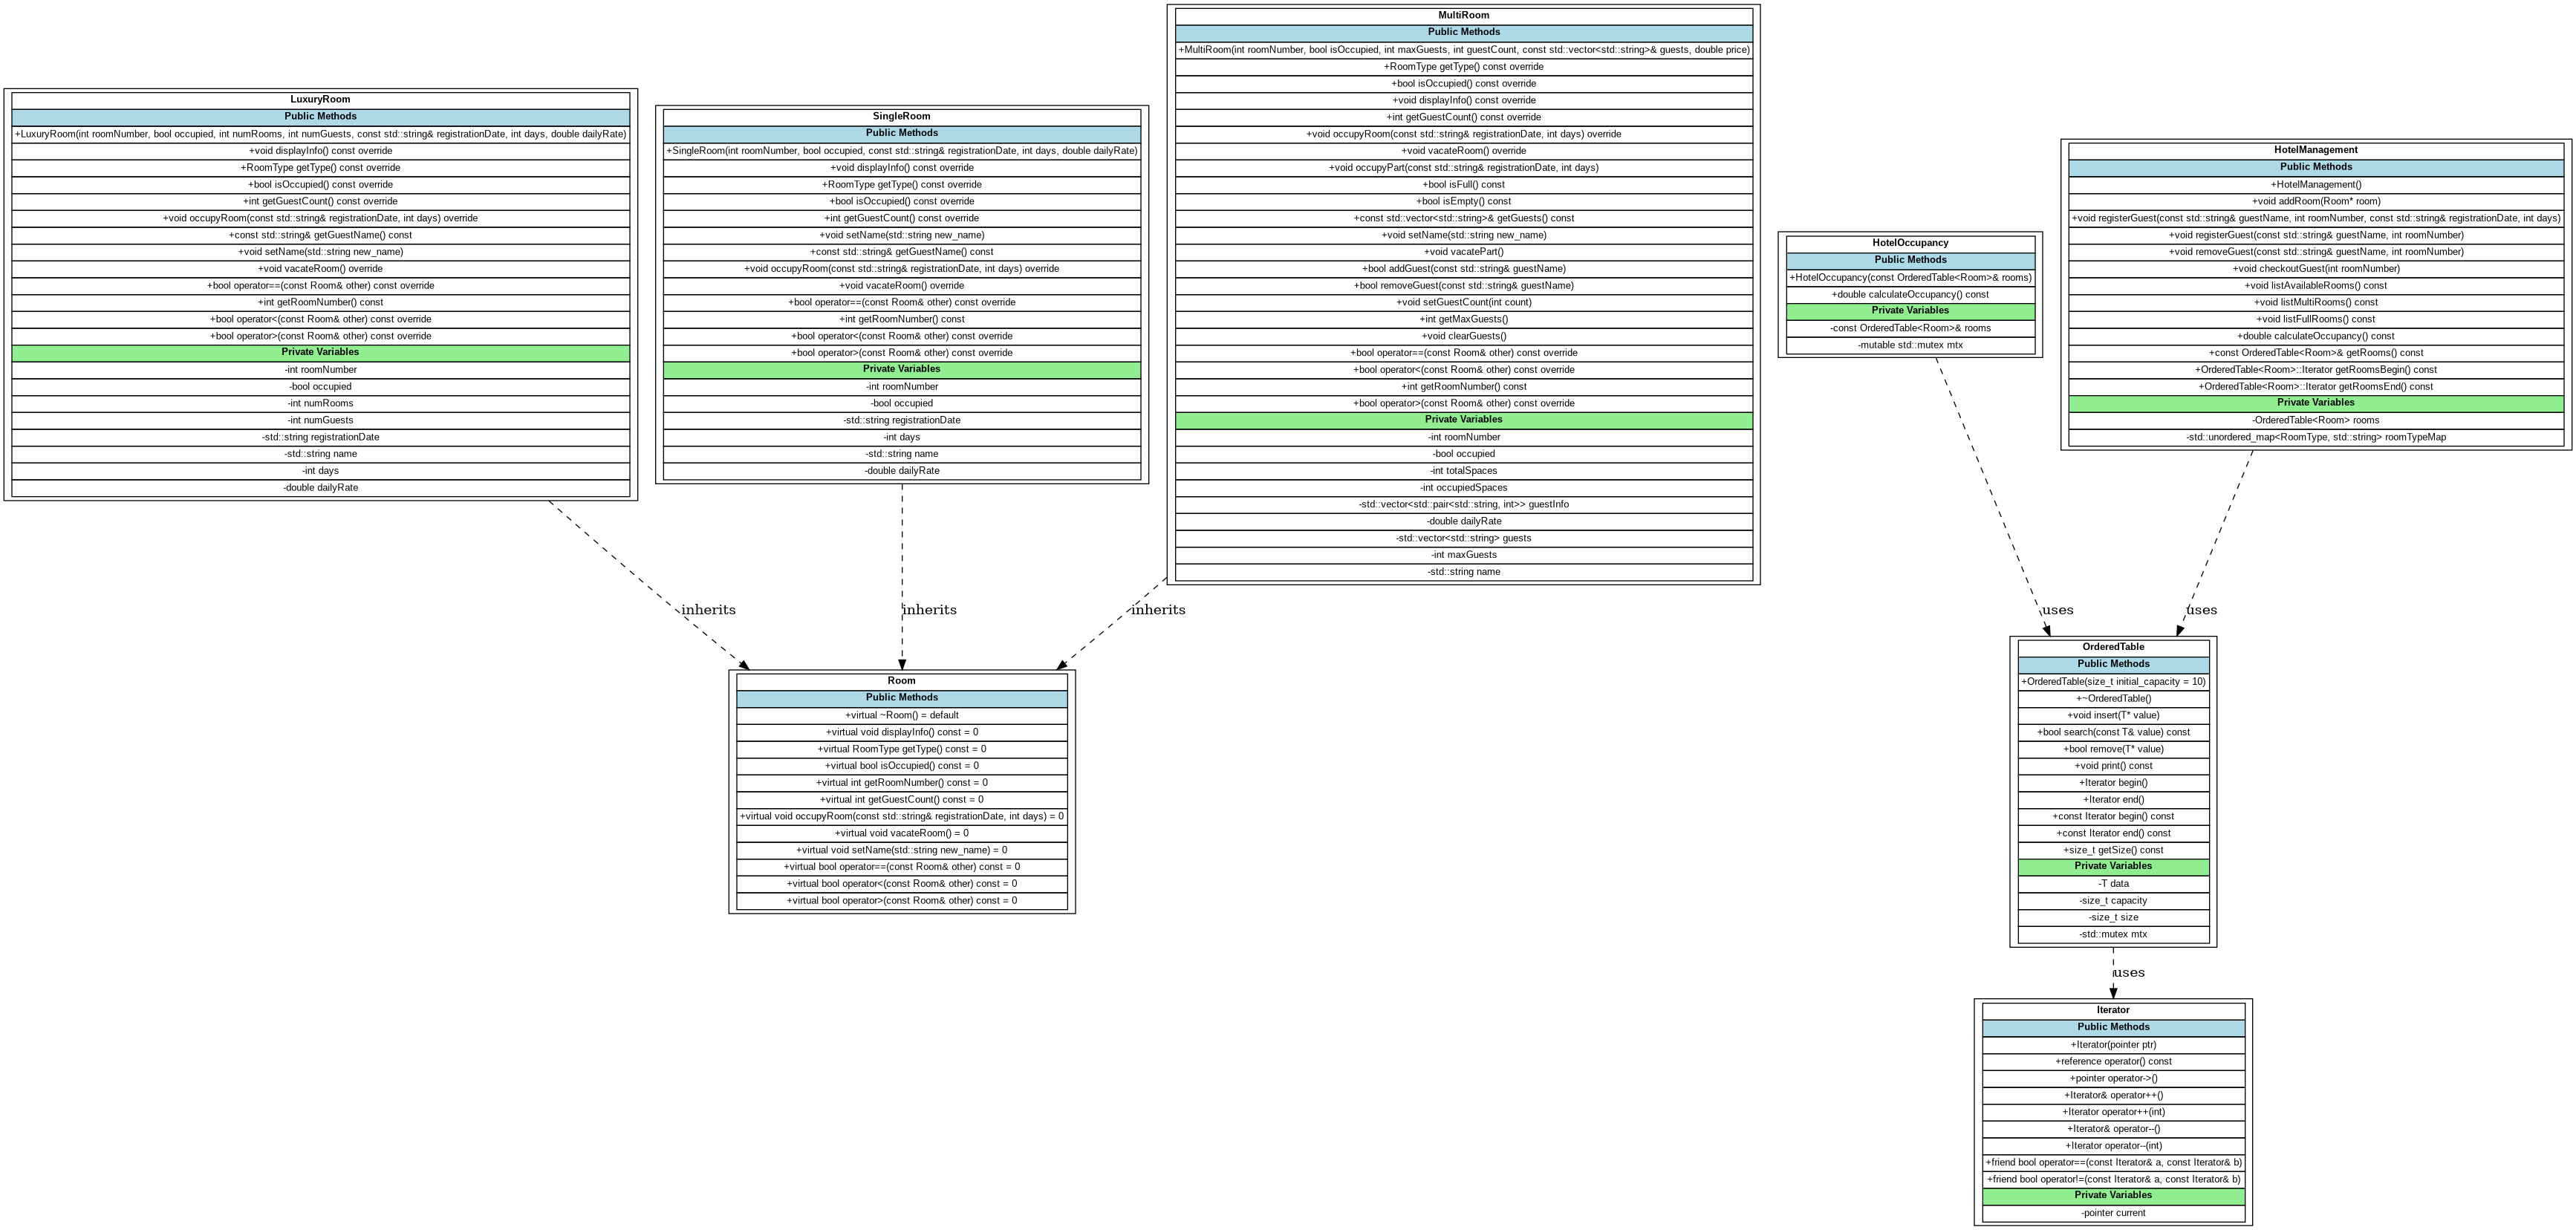 LuxuryRoom
Public Methods
+LuxuryRoom(int roomNumber, bool occupied, int numRooms, int numGuests, const std::string& registrationDate, int days, double dailyRate)
+void displayInfo() const override
+RoomType getType() const override
+bool isOccupied() const override
+int getGuestCount() const override
+void occupyRoom(const std::string& registrationDate, int days) override
+const std::string& getGuestName() const
+void setName(std::string new_name)
+void vacateRoom() override
+bool operator==(const Room& other) const override
+int getRoomNumber() const
+bool operator<(const Room& other) const override
+bool operator>(const Room& other) const override
Private Variables
-int roomNumber
-bool occupied
-int numRooms
-int numGuests
-std::string registrationDate
-std::string name
-int days
-double dailyRate
SingleRoom
Public Methods
+SingleRoom(int roomNumber, bool occupied, const std::string& registrationDate, int days, double dailyRate)
+void displayInfo() const override
+RoomType getType() const override
+bool isOccupied() const override
+int getGuestCount() const override
+void setName(std::string new_name)
+const std::string& getGuestName() const
+void occupyRoom(const std::string& registrationDate, int days) override
+void vacateRoom() override
+bool operator==(const Room& other) const override
+int getRoomNumber() const
+bool operator<(const Room& other) const override
+bool operator>(const Room& other) const override
Private Variables
-int roomNumber
-bool occupied
-std::string registrationDate
-int days
-std::string name
-double dailyRate
MultiRoom
Public Methods
+MultiRoom(int roomNumber, bool isOccupied, int maxGuests, int guestCount, const std::vector<std::string>& guests, double price)
+RoomType getType() const override
+bool isOccupied() const override
+void displayInfo() const override
+int getGuestCount() const override
+void occupyRoom(const std::string& registrationDate, int days) override
+void vacateRoom() override
+void occupyPart(const std::string& registrationDate, int days)
+bool isFull() const
+bool isEmpty() const
+const std::vector<std::string>& getGuests() const
+void setName(std::string new_name)
+void vacatePart()
+bool addGuest(const std::string& guestName)
+bool removeGuest(const std::string& guestName)
+void setGuestCount(int count)
+int getMaxGuests()
+void clearGuests()
+bool operator==(const Room& other) const override
+bool operator<(const Room& other) const override
+int getRoomNumber() const
+bool operator>(const Room& other) const override
Private Variables
-int roomNumber
-bool occupied
-int totalSpaces
-int occupiedSpaces
-std::vector<std::pair<std::string, int>> guestInfo
-double dailyRate
-std::vector<std::string> guests
-int maxGuests
-std::string name
HotelOccupancy
Public Methods
+HotelOccupancy(const OrderedTable<Room>& rooms)
+double calculateOccupancy() const
Private Variables
-const OrderedTable<Room>& rooms
-mutable std::mutex mtx
HotelManagement
Public Methods
+HotelManagement()
+void addRoom(Room* room)
+void registerGuest(const std::string& guestName, int roomNumber, const std::string& registrationDate, int days)
+void registerGuest(const std::string& guestName, int roomNumber)
+void removeGuest(const std::string& guestName, int roomNumber)
+void checkoutGuest(int roomNumber)
+void listAvailableRooms() const
+void listMultiRooms() const
+void listFullRooms() const
+double calculateOccupancy() const
+const OrderedTable<Room>& getRooms() const
+OrderedTable<Room>::Iterator getRoomsBegin() const
+OrderedTable<Room>::Iterator getRoomsEnd() const
Private Variables
-OrderedTable<Room> rooms
-std::unordered_map<RoomType, std::string> roomTypeMap
inherits
inherits
inherits
uses
uses
Room
Public Methods
+virtual ~Room() = default
+virtual void displayInfo() const = 0
+virtual RoomType getType() const = 0
+virtual bool isOccupied() const = 0
+virtual int getRoomNumber() const = 0
+virtual int getGuestCount() const = 0
+virtual void occupyRoom(const std::string& registrationDate, int days) = 0
+virtual void vacateRoom() = 0
+virtual void setName(std::string new_name) = 0
+virtual bool operator==(const Room& other) const = 0
+virtual bool operator<(const Room& other) const = 0
+virtual bool operator>(const Room& other) const = 0
OrderedTable
Public Methods
+OrderedTable(size_t initial_capacity = 10)
+~OrderedTable()
+void insert(T* value)
+bool search(const T& value) const
+bool remove(T* value)
+void print() const
+Iterator begin()
+Iterator end()
+const Iterator begin() const
+const Iterator end() const
+size_t getSize() const
Private Variables
-T data
-size_t capacity
-size_t size
-std::mutex mtx
uses
Iterator
Public Methods
+Iterator(pointer ptr)
+reference operator() const
+pointer operator->()
+Iterator& operator++()
+Iterator operator++(int)
+Iterator& operator--()
+Iterator operator--(int)
+friend bool operator==(const Iterator& a, const Iterator& b)
+friend bool operator!=(const Iterator& a, const Iterator& b)
Private Variables
-pointer current